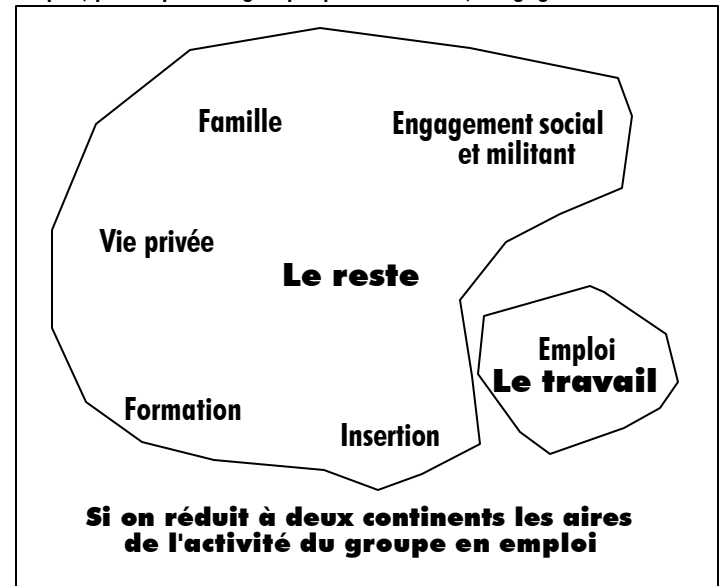 Famille
Engagement social
et militant
Vie privée
Le reste
Emploi
Le travail
Formation
Insertion
Si on réduit à deux continents les aires
de l'activité du groupe en emploi